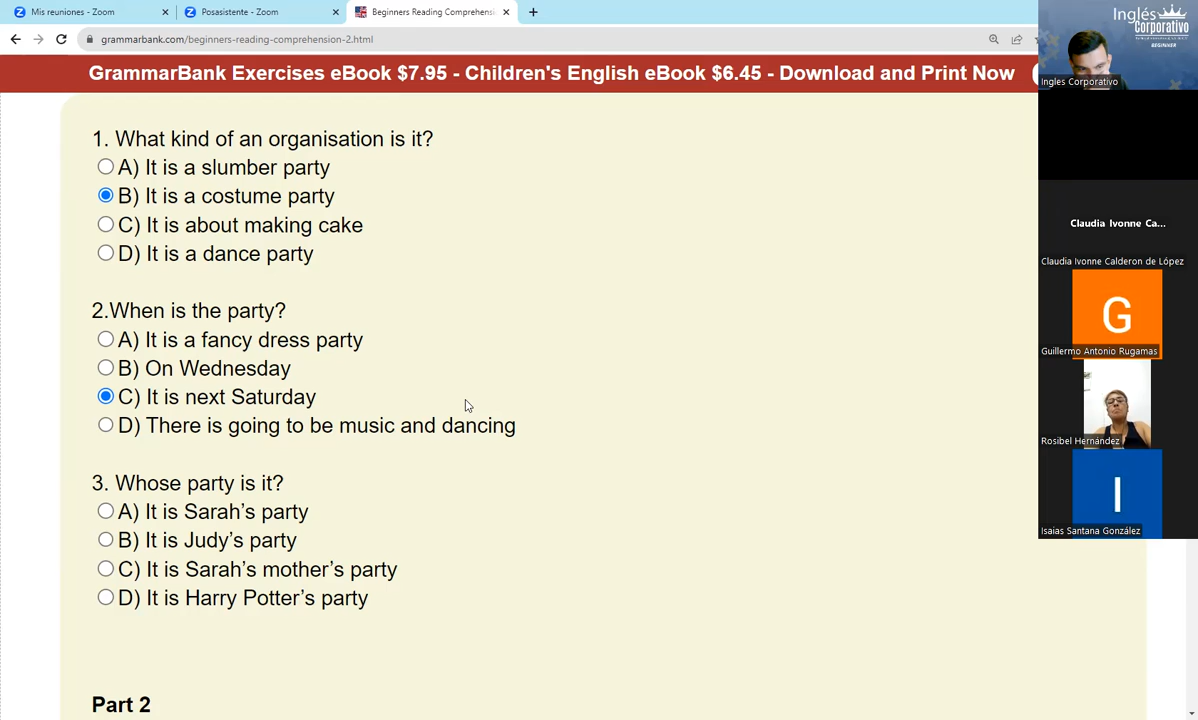 Mis reuniones - Zoom
Posasistente - Zoom
Beginners Reading Comprehensi
grammarbank.com/beginners-reading-comprehension-2.html
GrammarBank Exercises eBook $7.95 - Children's English eBook $6.45 - Download and Print Now
1. What kind of an organisation is it?
A) It is a slumber party
B) It is a costume party
C) It is about making cake
D) It is a dance party
2.When is the party?
A) It is a fancy dress party
B) On Wednesday
C) It is next Saturday
D) There is going to be music and dancing
3. Whose party is it?
A) It is Sarah’s party
B) It is Judy’s party
C) It is Sarah’s mother’s party
D) It is Harry Potter’s party
Part 2
Inglés
Corporativo
BEGINNER
Ingles Corporativo
Claudia Ivonne Ca...
Claudia Ivonne Calderon de López
G
Guillermo Antonio Rugamas
Rosibel Hernández
I
Isaias Santana González